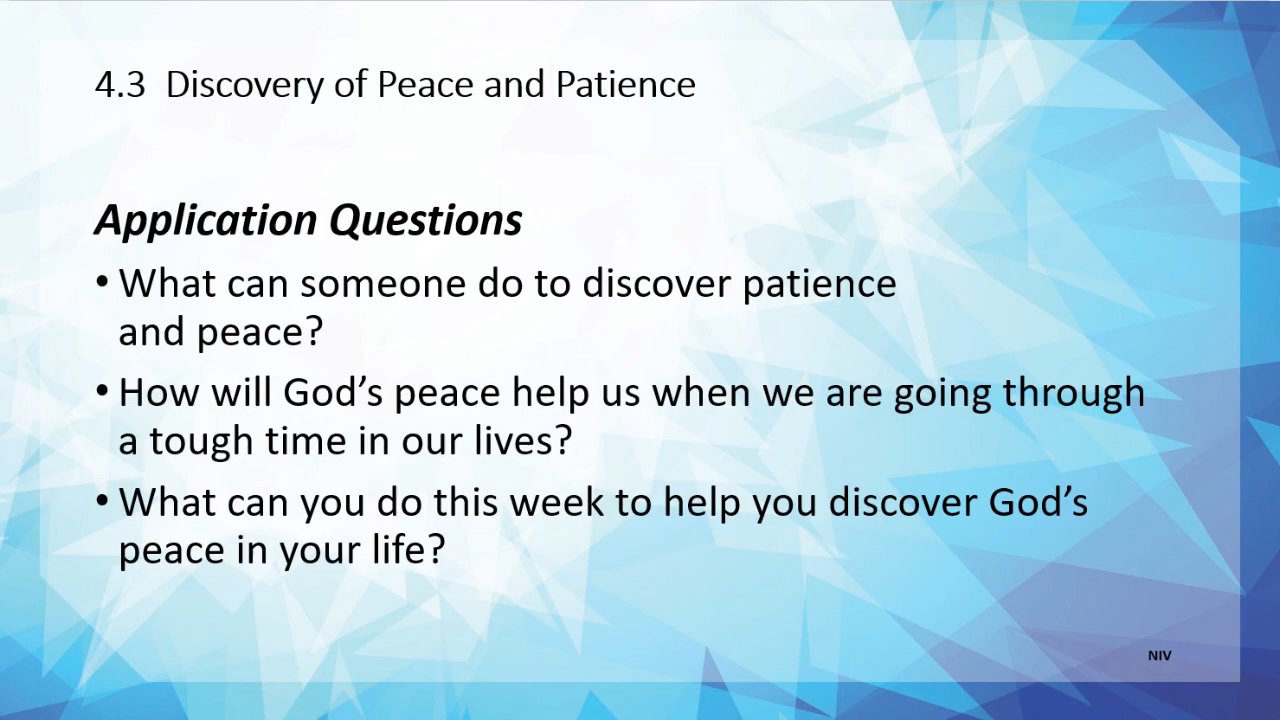 4.3  Discovery of Peace and Patience
Application Questions
• What can someone do to discover patience
and peace?
• How will God’s peace help us when we are going through
a tough time in our lives?
• What can you do this week to help you discover God’s
peace in your life?
NIV